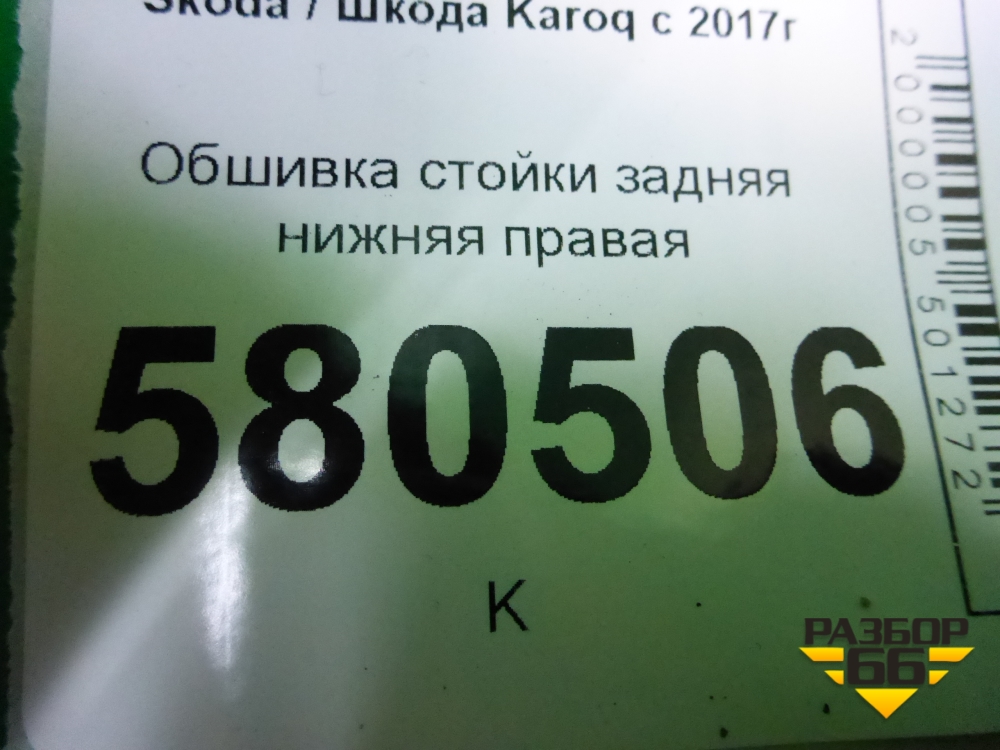 Skoda / Шкода Karoq с 2017г
Обшивка стойки задняя
нижняя правая
580506
К
2000005501272
РАЗБОР
66